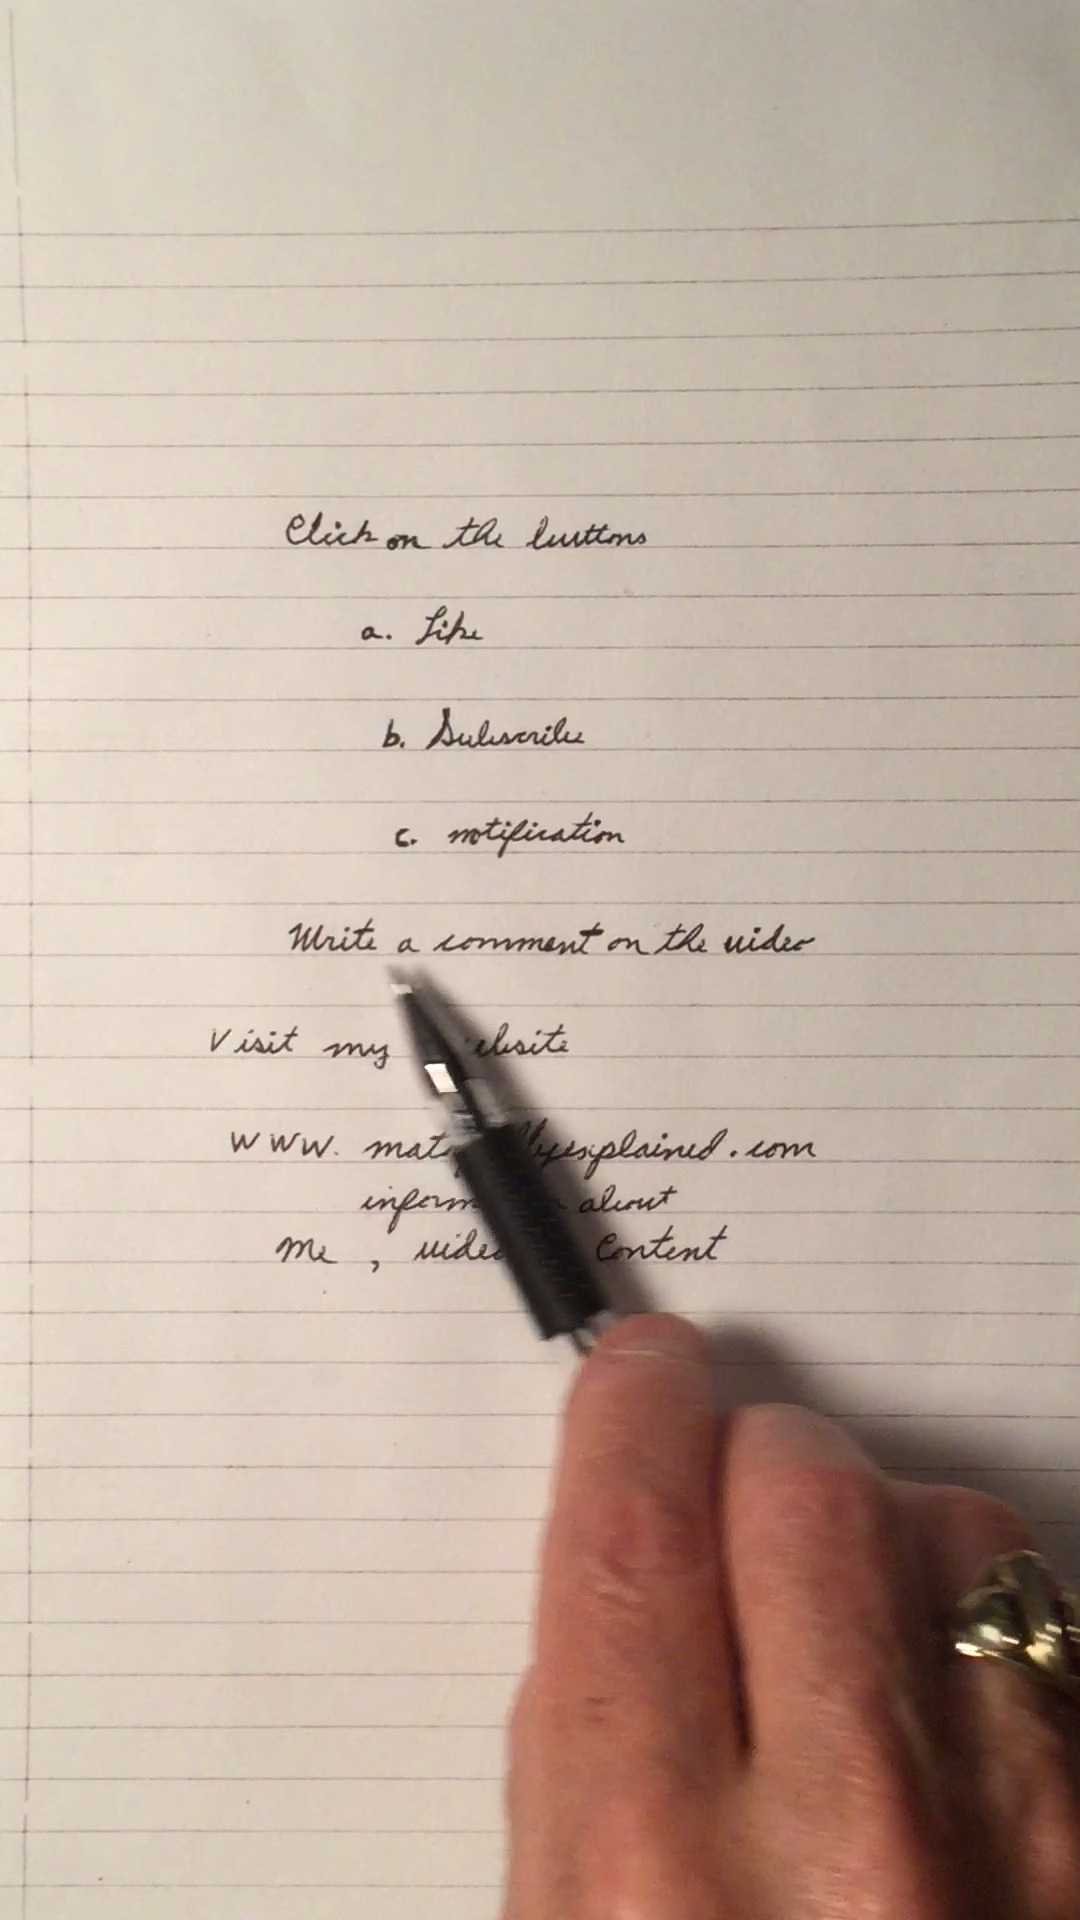 Click on the buttons
a. Like
b. Subscribe
c. notification
Write a comment on the video
Visit my
www. explained.com
about
Me , Content